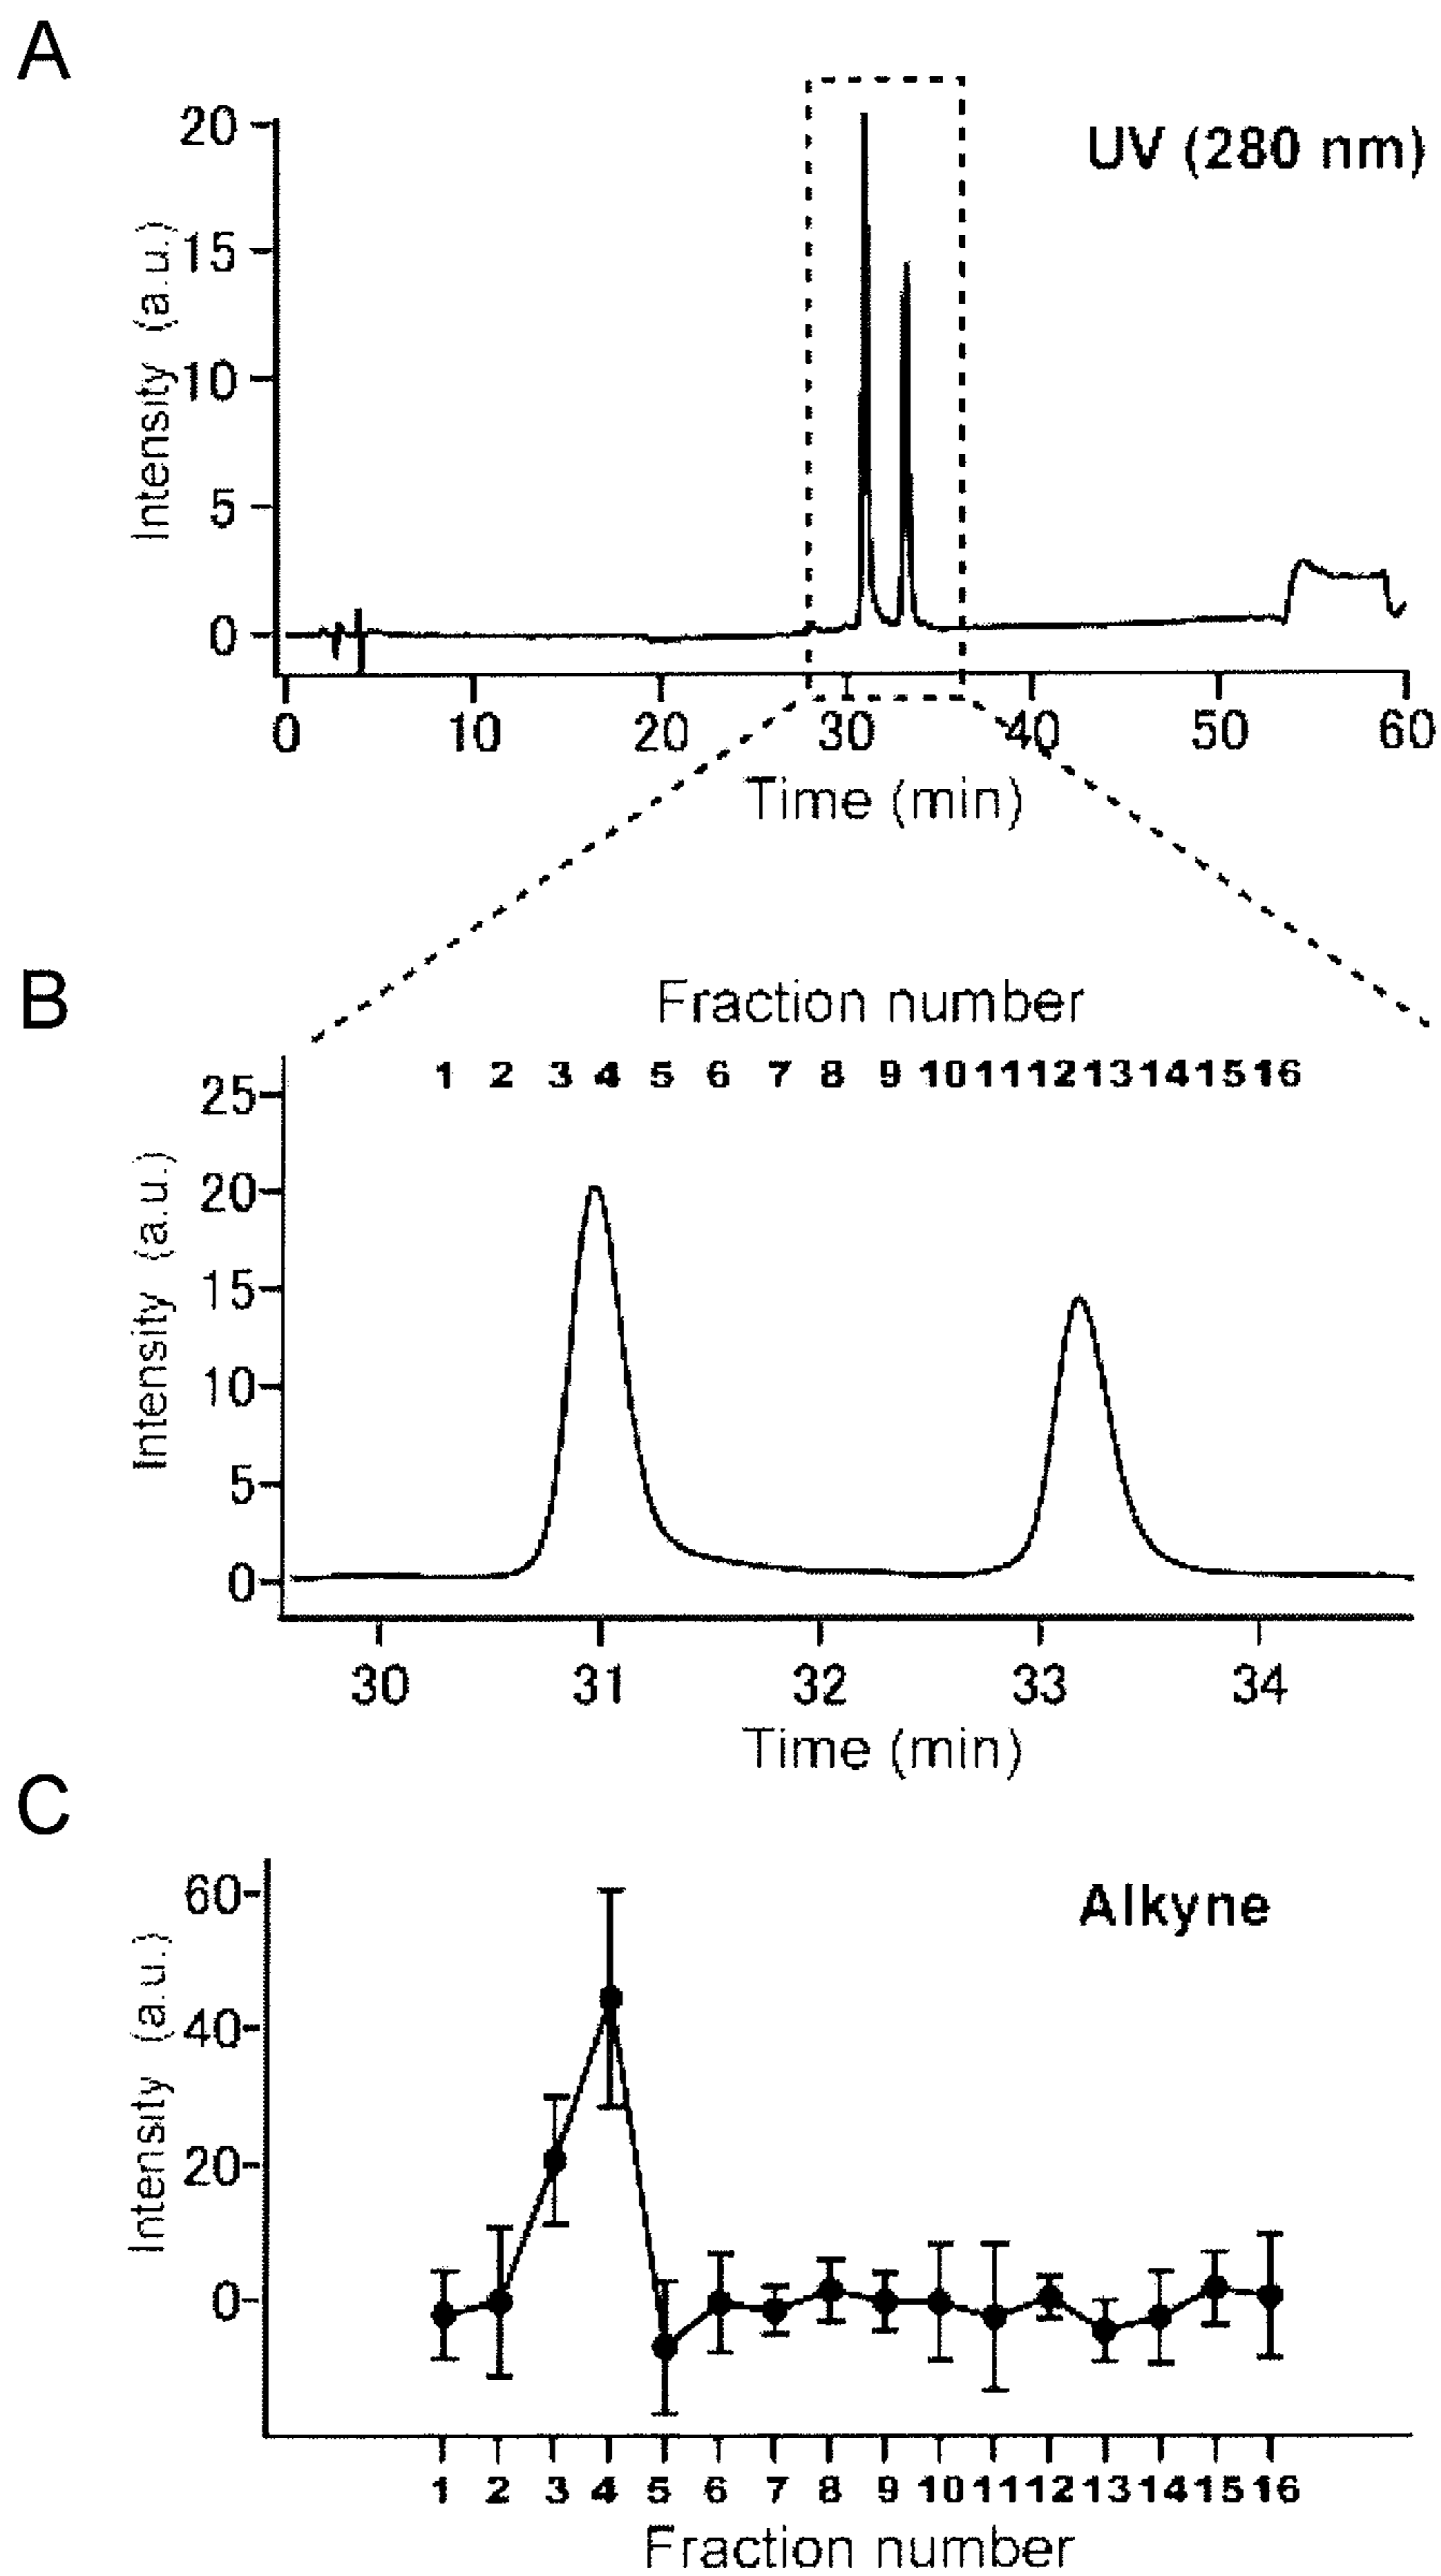 A
UV (280 nm)
Intensity (a.u.)
20
15
10
5
0
0 10 20 30 40 50 60
Time (min)
B
Fraction number
1 2 3 4 5 6 7 8 9 10 11 12 13 14 15 16
Intensity (a.u.)
25
20
15
10
5
0
30 31 32 33 34
Time (min)
C
Alkyne
Intensity (a.u.)
60
40
20
0
1 2 3 4 5 6 7 8 9 10 11 12 13 14 15 16
Fraction number